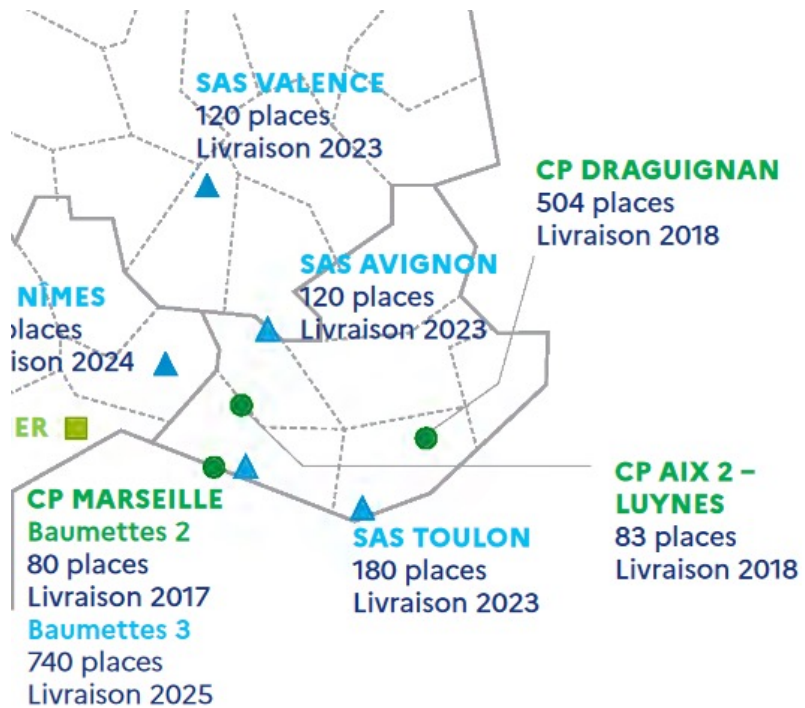 SAS VALENCE
120 places
Livraison 2023
CP DRAGUIGNAN
504 places
Livraison 2018
SAS AVIGNON
120 places
Livraison 2023
NÎMES
places
ison 2024
ER
CP MARSEILLE
Baumettes 2
80 places
Livraison 2017
Baumettes 3
740 places
Livraison 2025
SAS TOULON
180 places
Livraison 2023
CP AIX 2 –
LUYNES
83 places
Livraison 2018